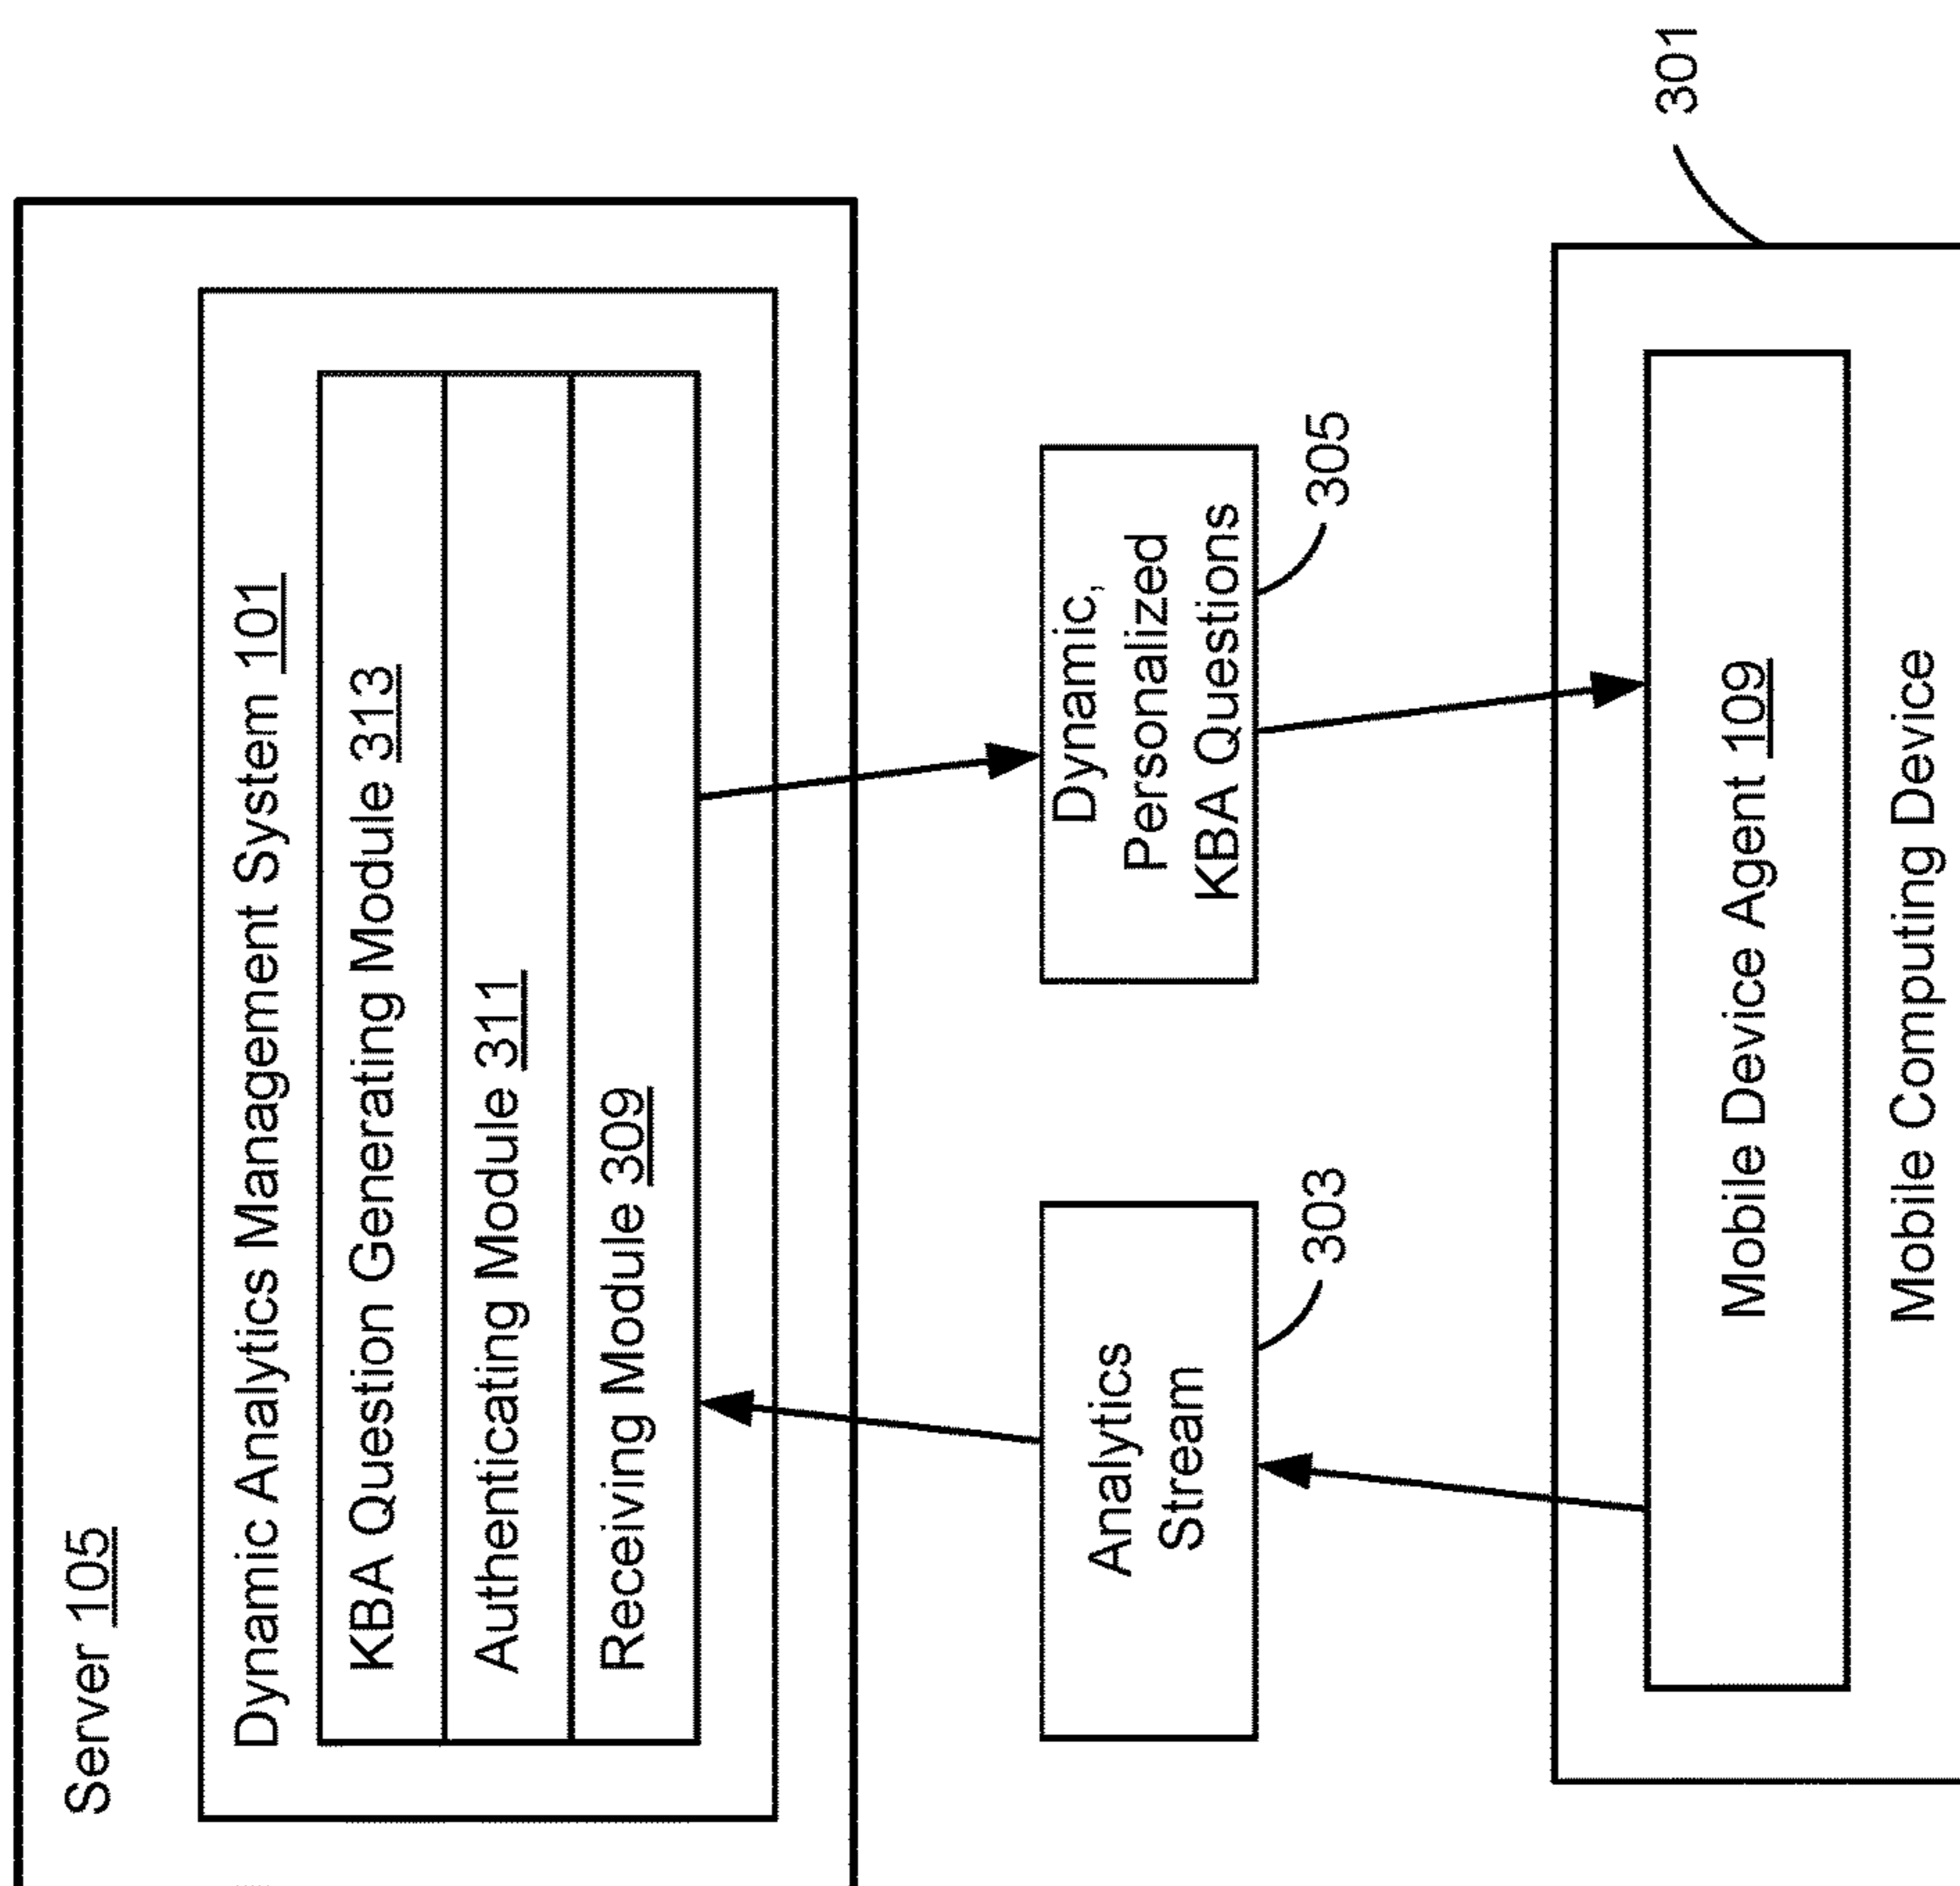 Server 105
Dynamic Analytics Management System 101
KBA Question Generating Module 313
Authenticating Module 311
Receiving Module 309
Analytics
Stream
303
Dynamic,
Personalized
KBA Questions
305
301
Mobile Device Agent 109
Mobile Computing Device